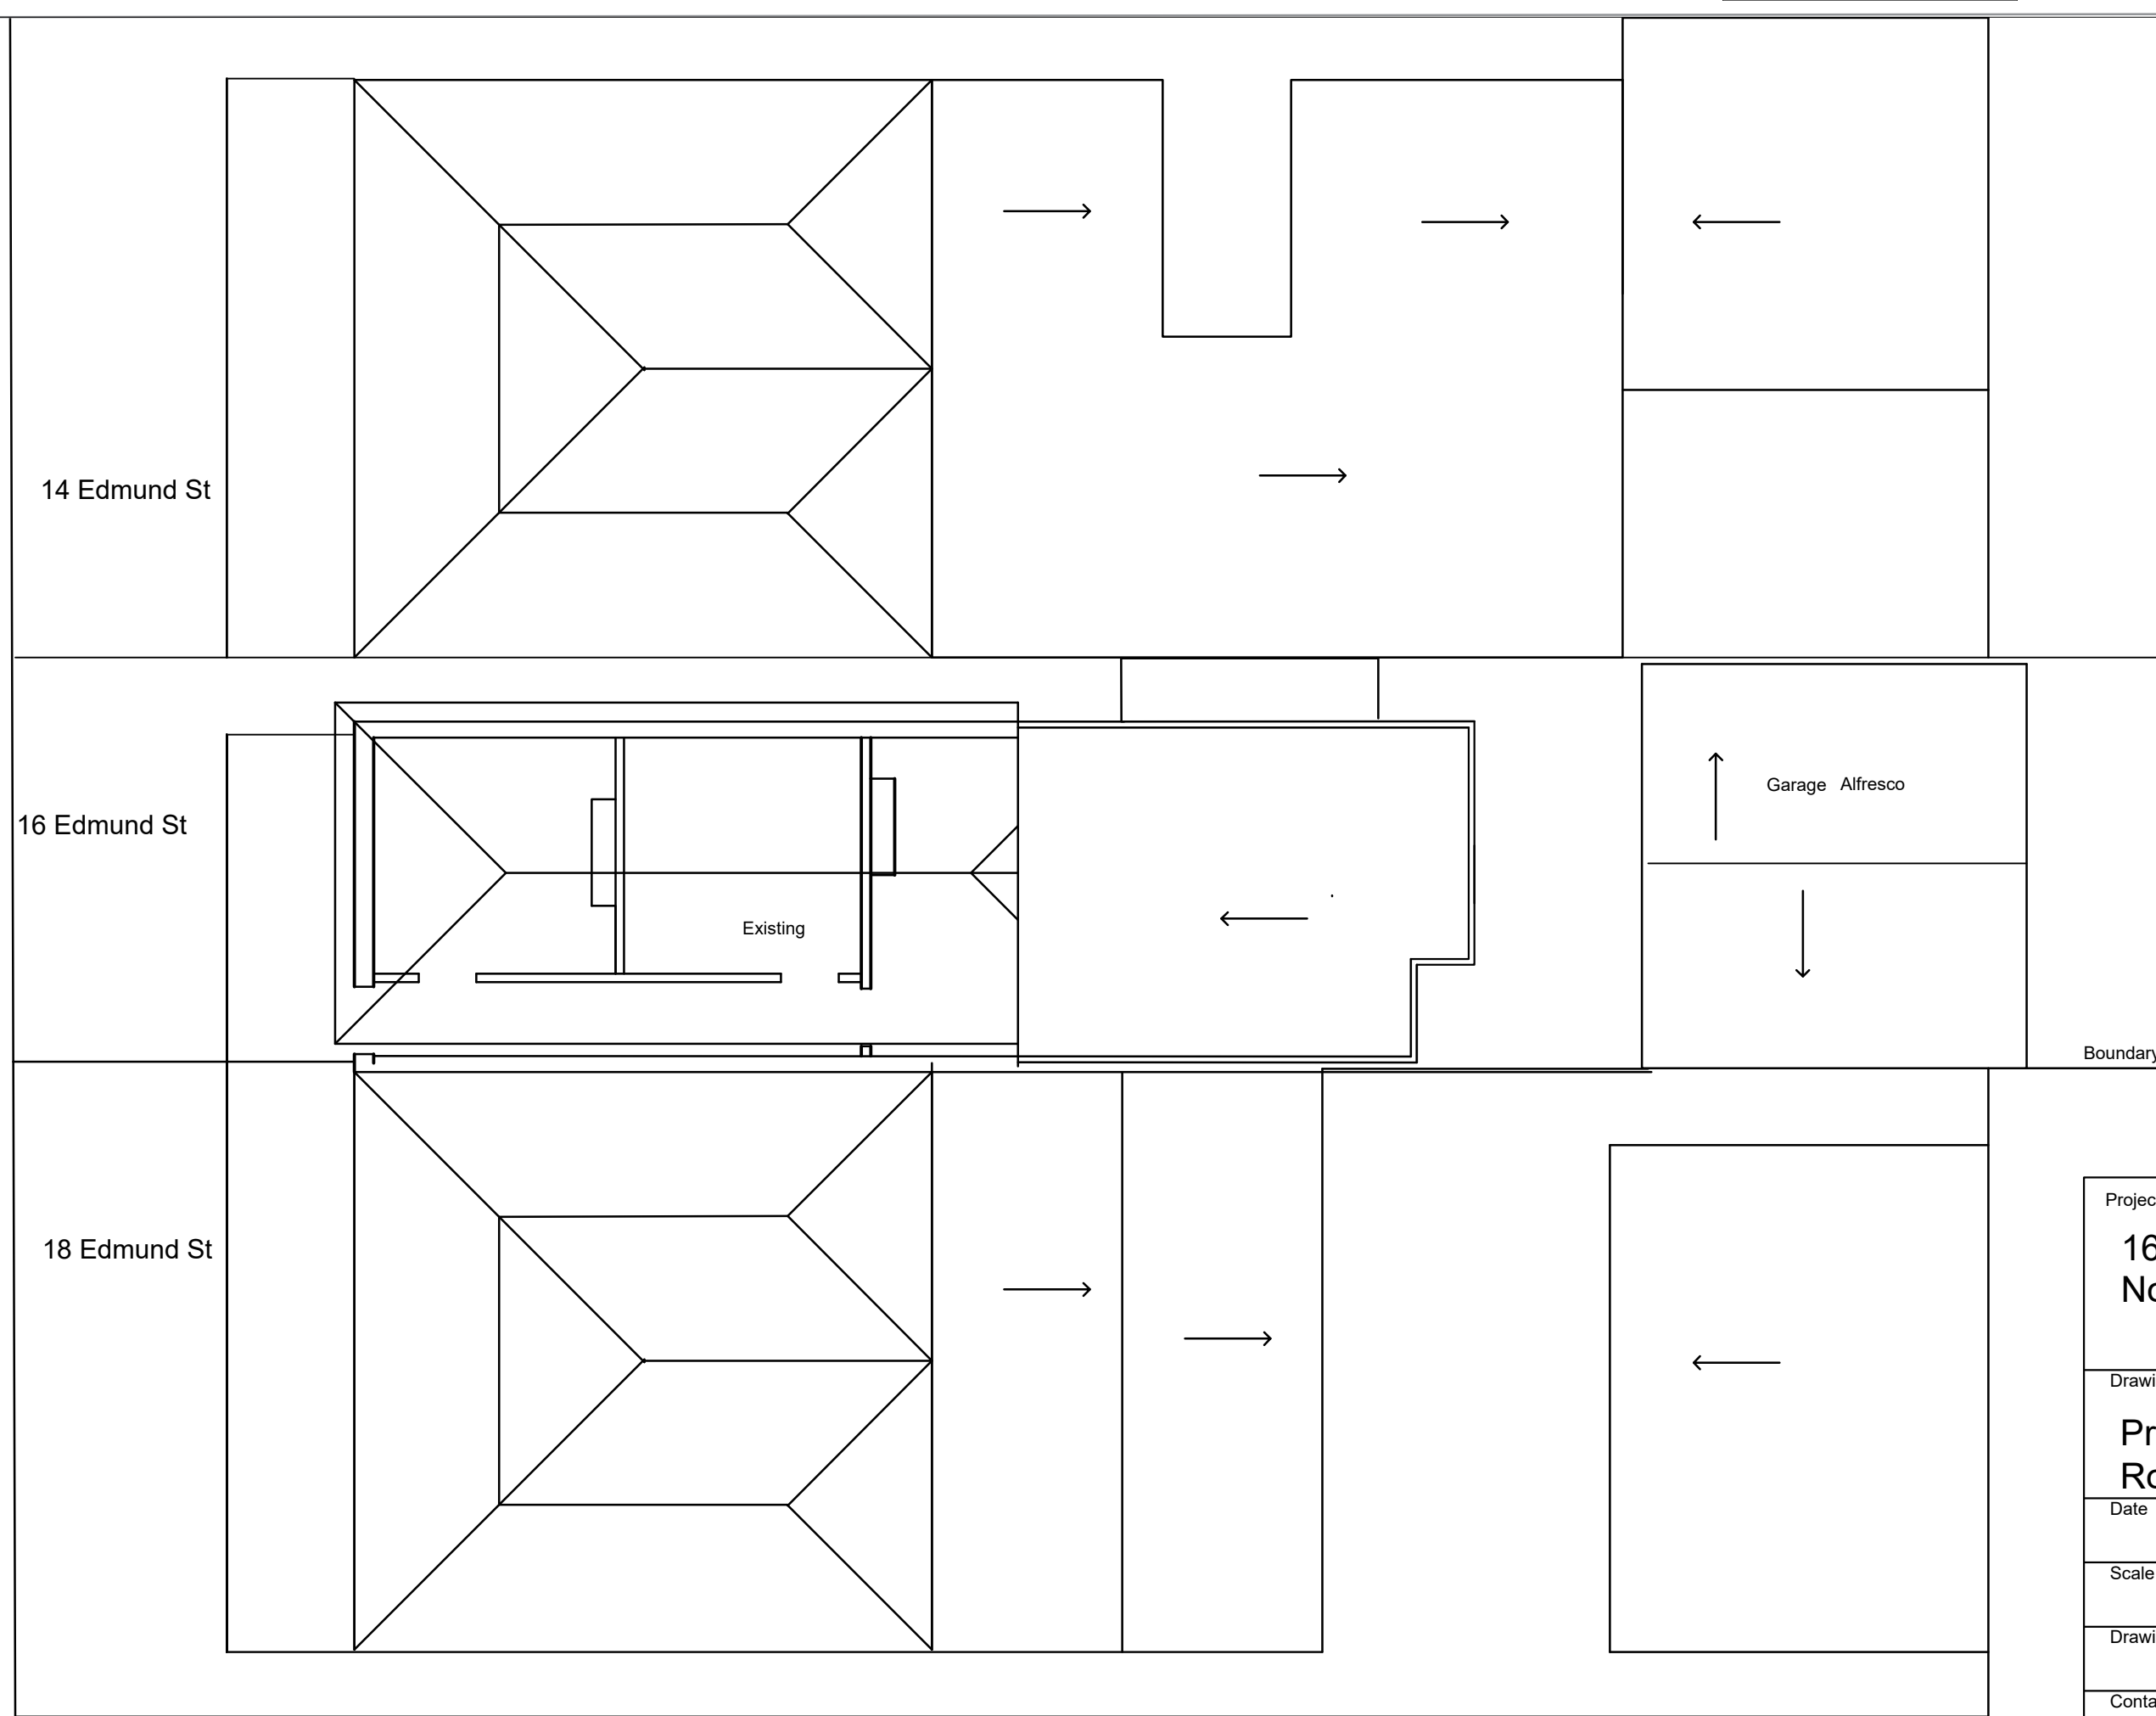 14 Edmund St
16 Edmund St
Garage Alfresco
Existing
Boundary
18 Edmund St
Projec
16
No
Drawi
Pr
Ro
Date
Scale
Drawi
Conta